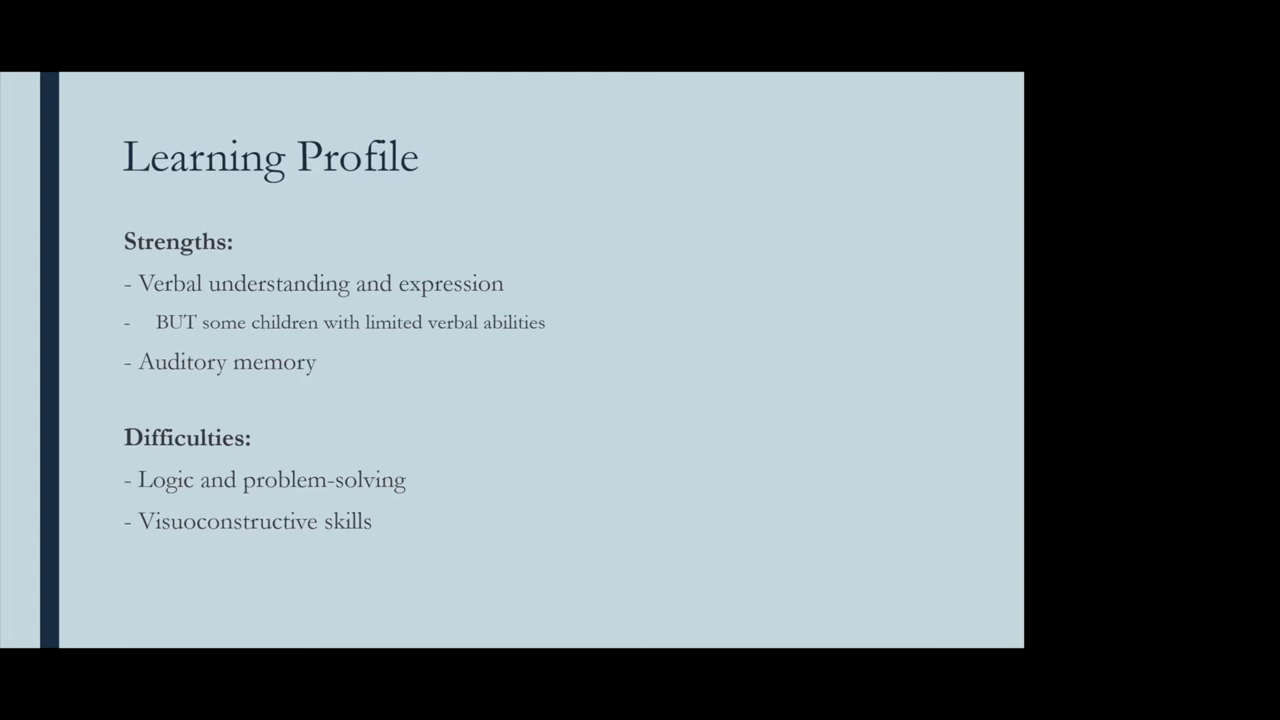 Learning Profile
Strengths:
- Verbal understanding and expression
- BUT some children with limited verbal abilities
- Auditory memory
Difficulties:
- Logic and problem-solving
- Visuoconstructive skills